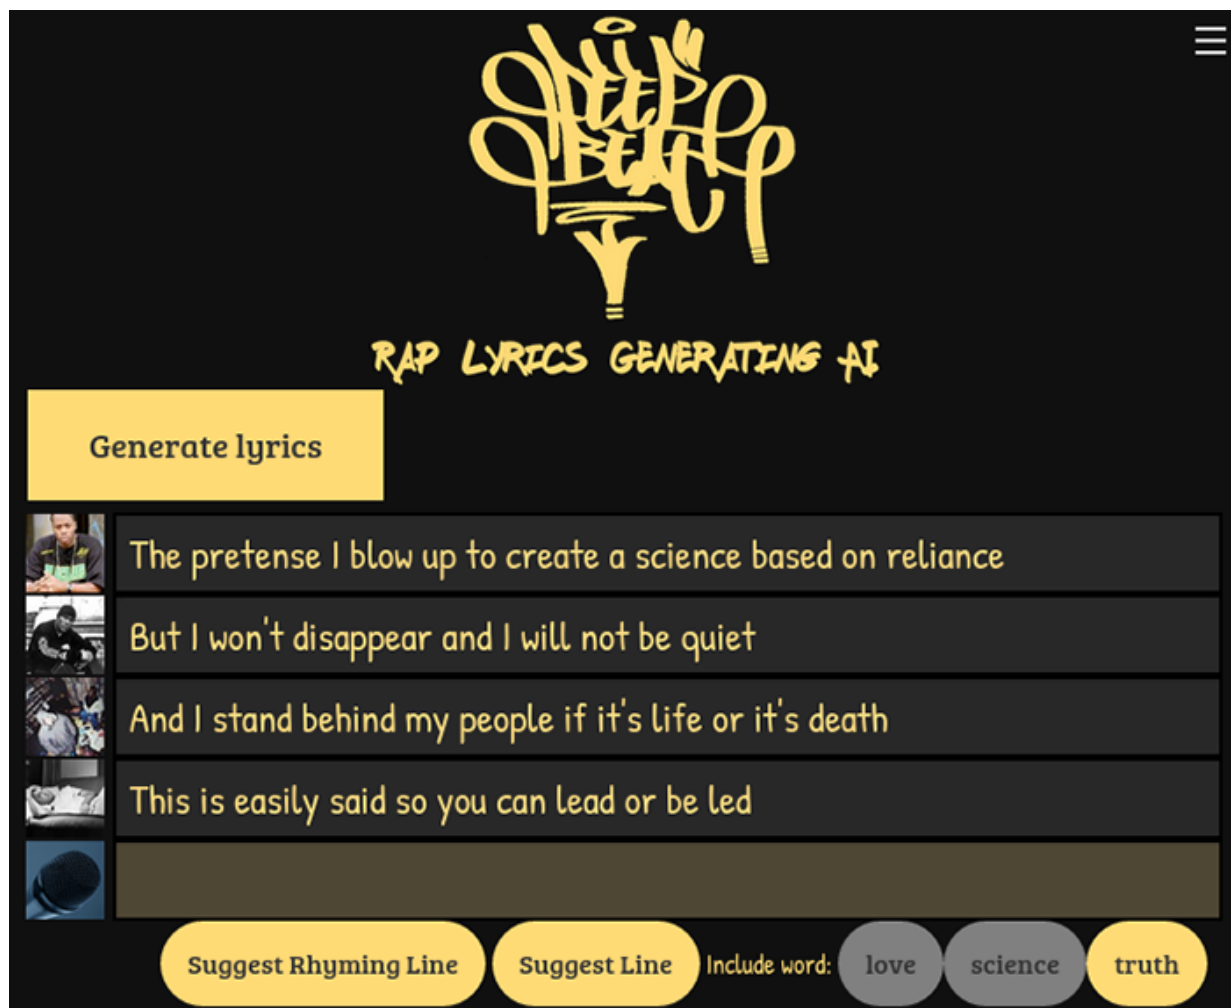 DEEP
BEAT
RAP LYRICS GENERATING AI
Generate lyrics
The pretense I blow up to create a science based on reliance
But I won't disappear and I will not be quiet
And I stand behind my people if it's life or it's death
This is easily said so you can lead or be led
Suggest Rhyming Line Suggest Line Include word: love science truth